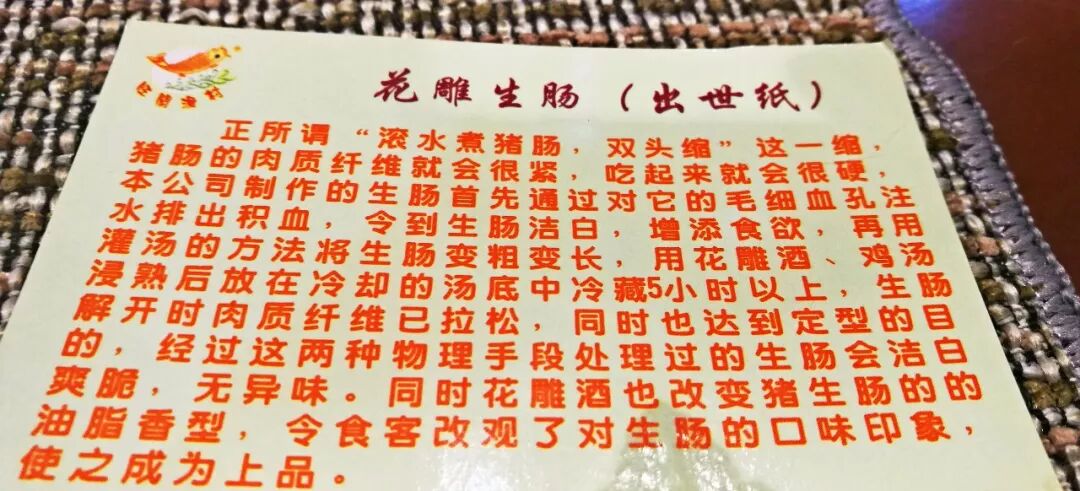 花雕生肠（出世纸）
正所谓“滚水煮猪肠，双头缩”这一缩，
猪肠的肉质纤维就会很紧，吃起来就会很硬，
本公司制作的生肠首先通过对它的毛细血孔注
水排出积血，令到生肠洁白，增添食欲，再用
灌汤的方法将生肠变粗变长，用花雕酒、鸡汤
浸熟后放在冷却的汤底中冷藏5小时以上，生肠
解开时肉质纤维已拉松，同时也达到定型的目
的，经过这两种物理手段处理过的生肠会洁白
爽脆，无异味。同时花雕酒也改变猪生肠的的
油脂香型，令食客改观了对生肠的口味印象，
使之成为上品。